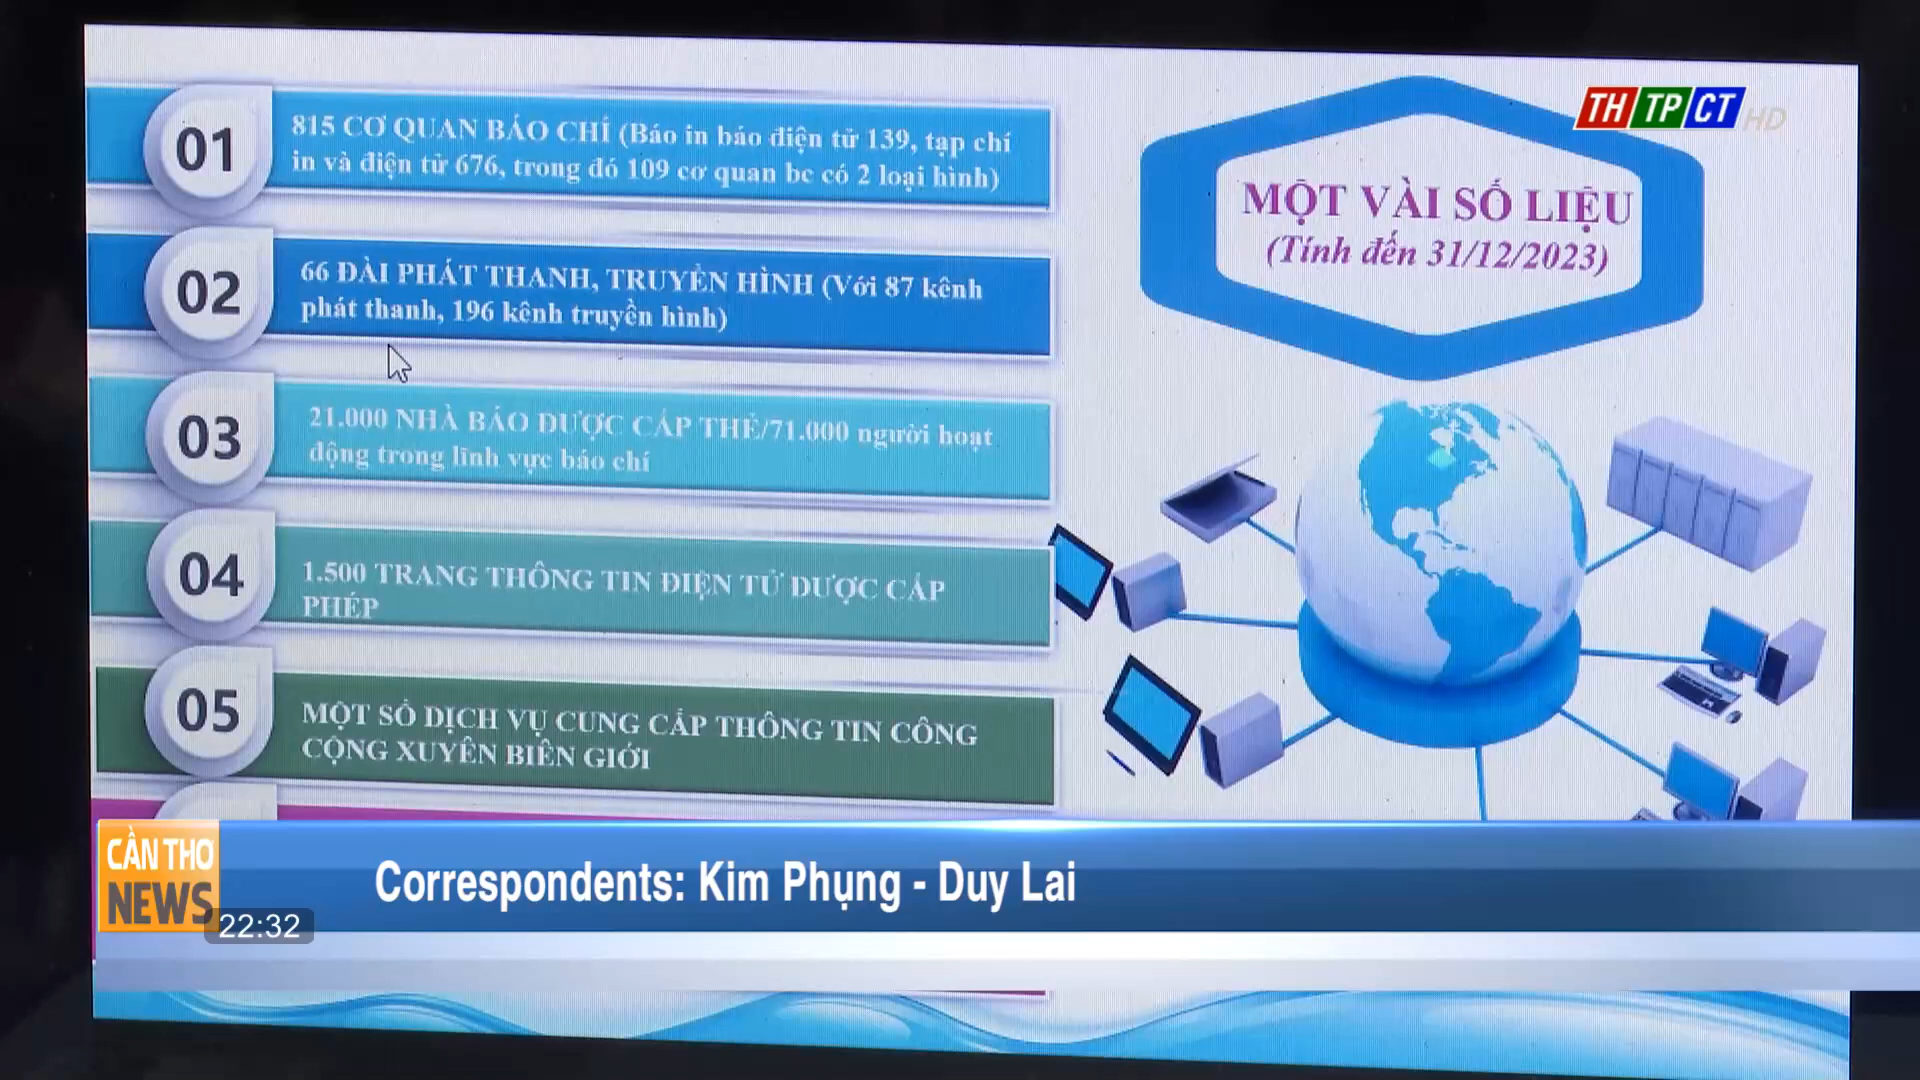 01
815 CƠ QUAN BÁO CHÍ (Báo in báo điện tử 139, tạp chí
in và điện tử 676, trong đó 109 cơ quan bc có 2 loại hình)
02
66 ĐÀI PHÁT THANH, TRUYỀN HÌNH (Với 87 kênh
phát thanh, 196 kênh truyền hình)
03
21.000 NHÀ BÁO ĐƯỢC CẤP THẺ/71.000 người hoạt
động trong lĩnh vực báo chí
04
1.500 TRANG THÔNG TIN ĐIỆN TỬ ĐƯỢC CẤP
PHÉP
05
MỘT SỐ DỊCH VỤ CUNG CẤP THÔNG TIN CÔNG
CỘNG XUYÊN BIÊN GIỚI
THTPCT HD
MỘT VÀI SỐ LIỆU
(Tính đến 31/12/2023)
CẦN THƠ
NEWS
22:32
Correspondents: Kim Phụng - Duy Lai